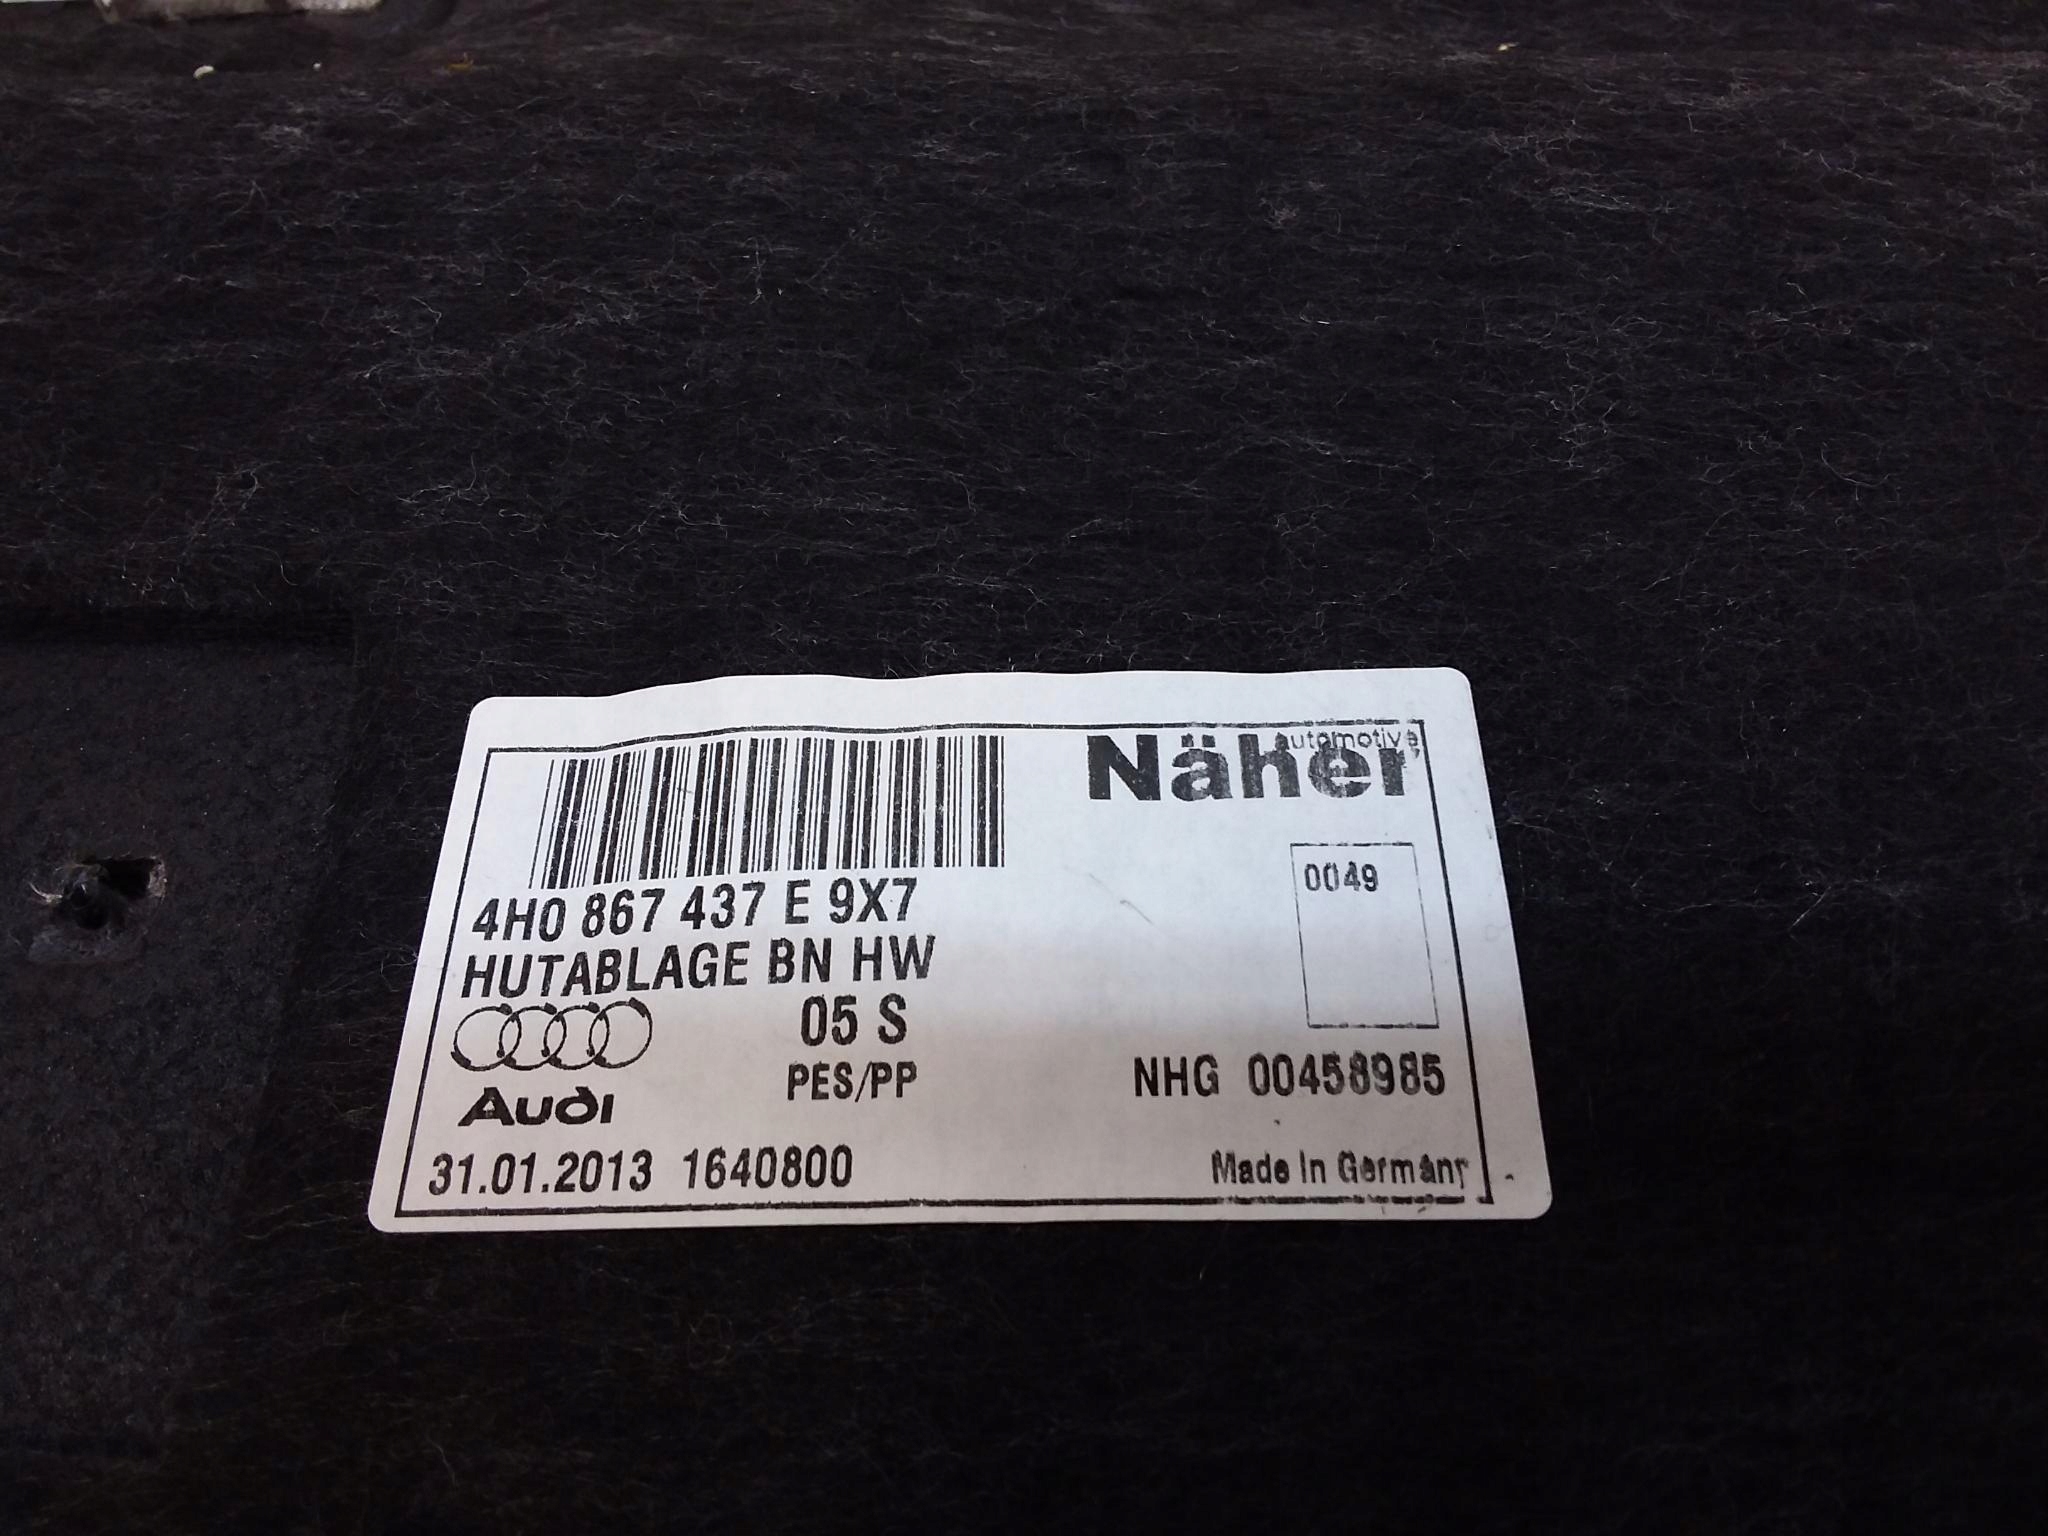 automotive
Näher
0049
4H0 867 437 E 9X7
HUTABLAGE BN HW
05 S
Audi
PES/PP
NHG 00458985
31.01.2013 1640800
Made In Germany